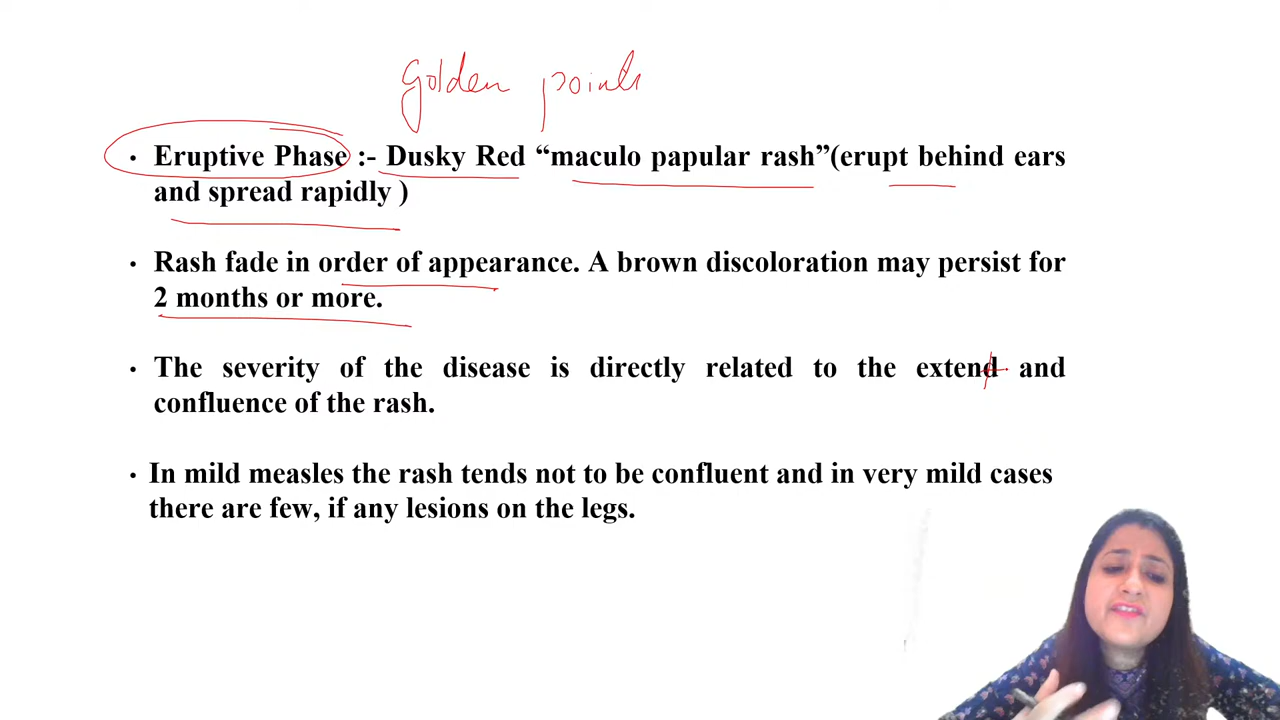 Golden points
• Eruptive Phase :- Dusky Red “maculo papular rash”(erupt behind ears
and spread rapidly )
• Rash fade in order of appearance. A brown discoloration may persist for
2 months or more.
• The severity of the disease is directly related to the extend and
confluence of the rash.
• In mild measles the rash tends not to be confluent and in very mild cases
there are few, if any lesions on the legs.